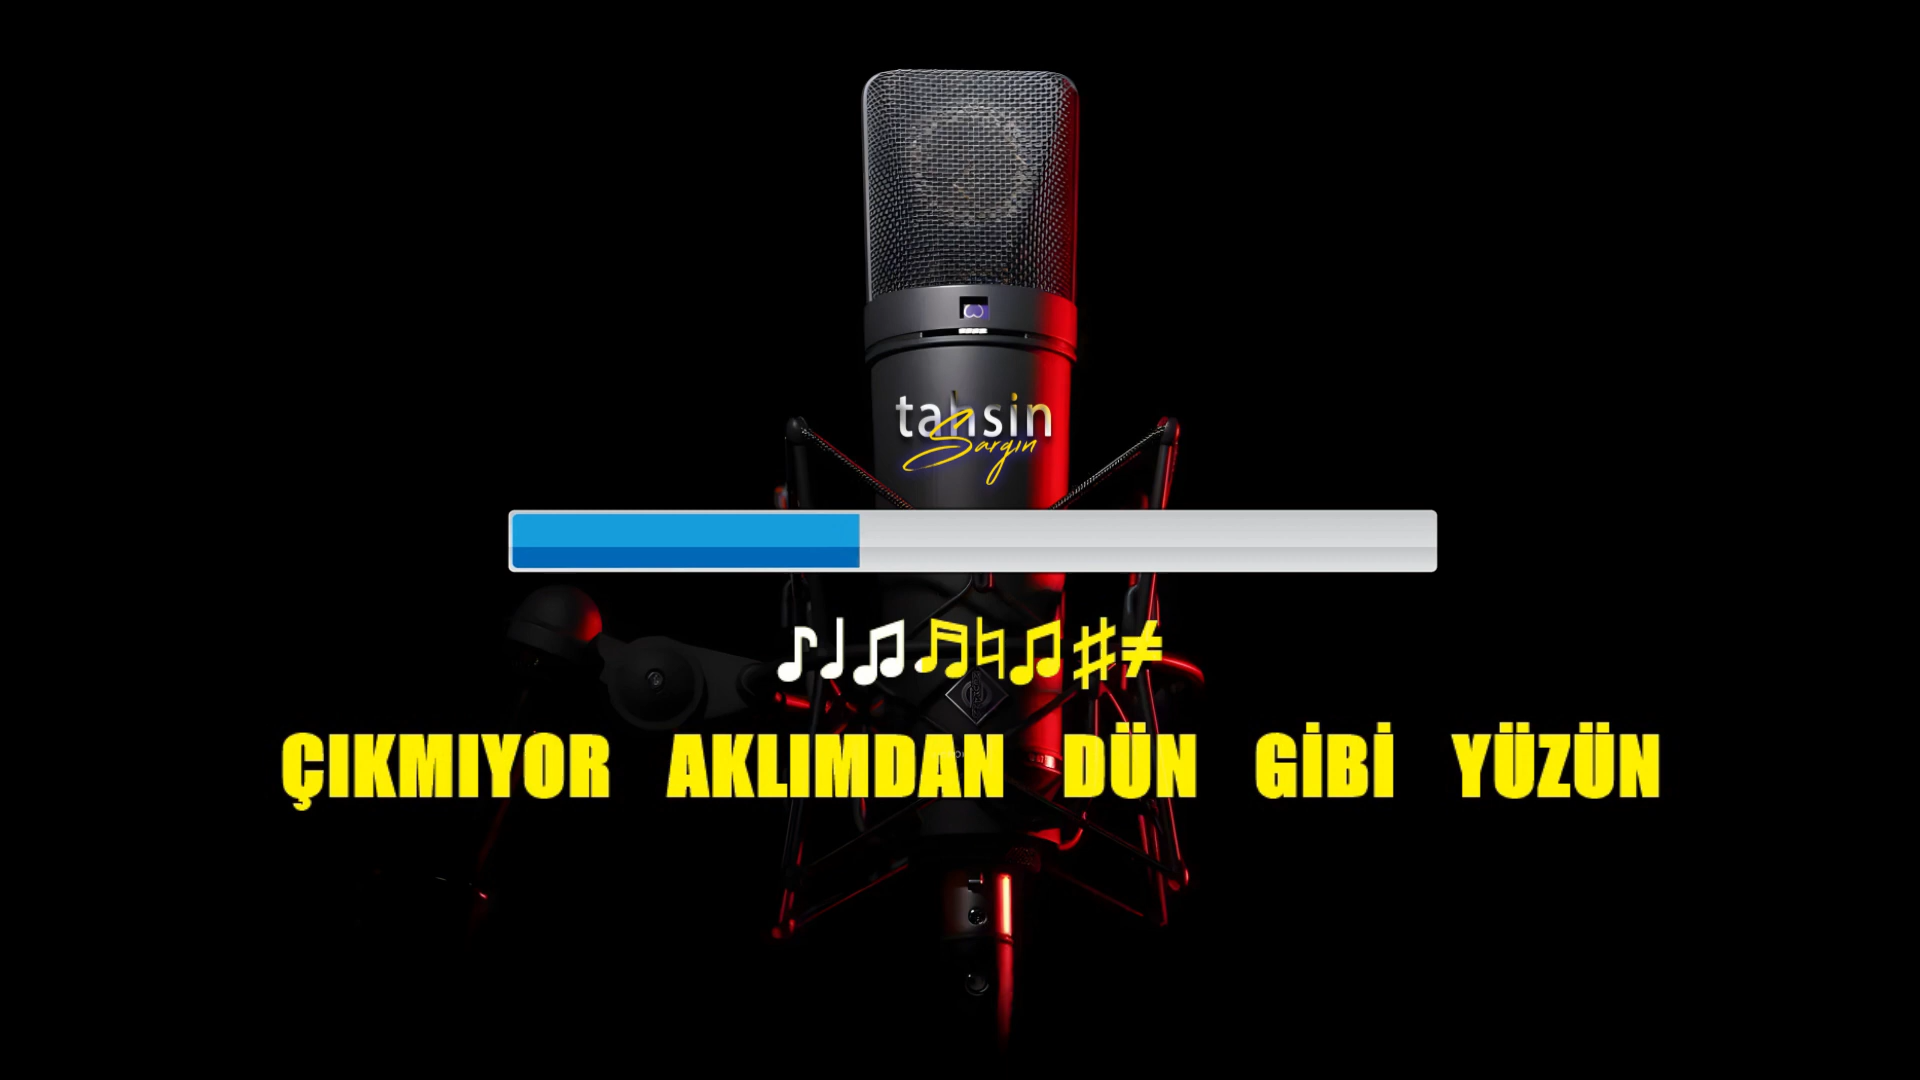 tahsin
Sargın
♪♩♫♬♮♫♯≠
ÇIKMIYOR AKLIMDAN DÜN GİBİ YÜZÜN